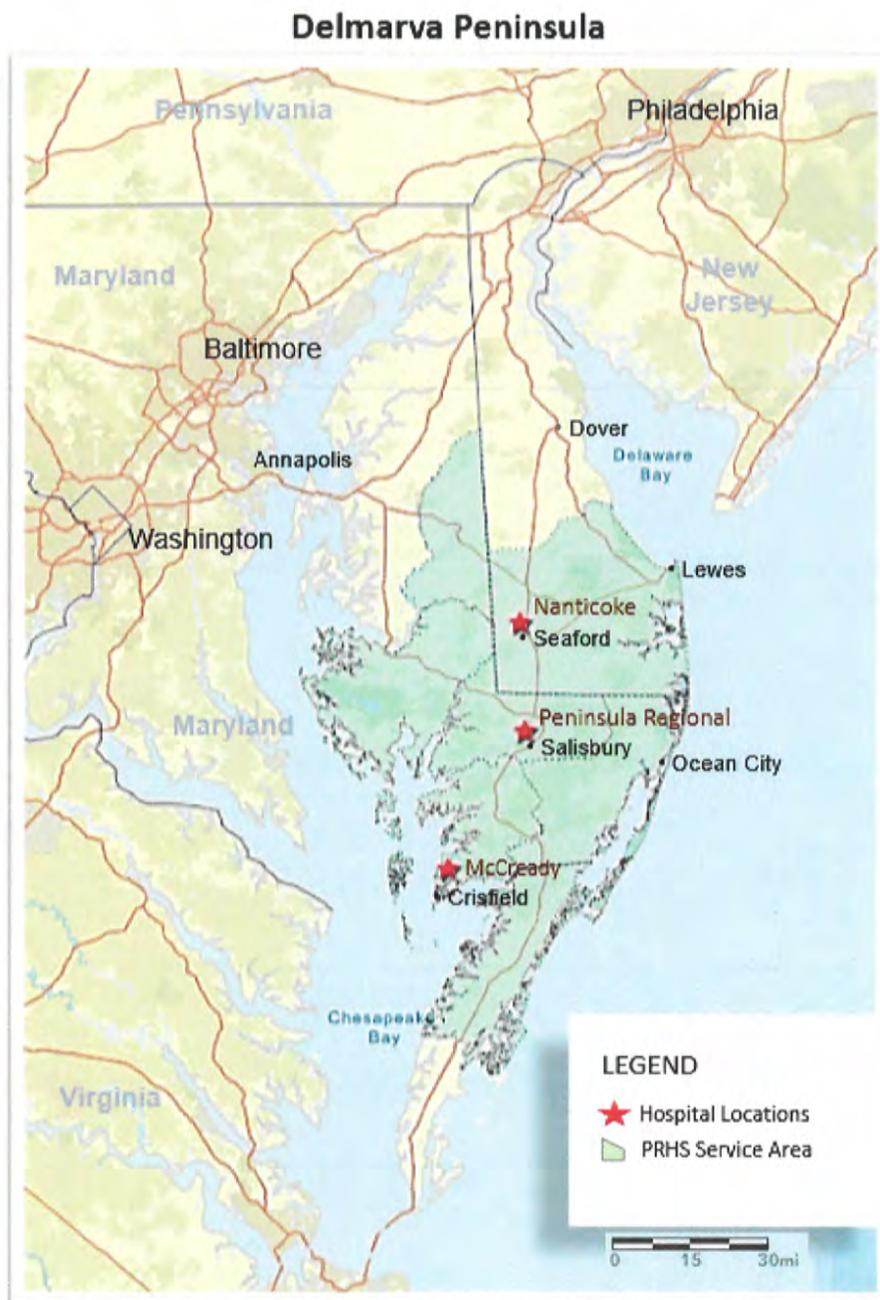 Delmarva Peninsula
Pennsylvania
Philadelphia
Maryland
New
Jersey
Baltimore
Dover
Annapolis
Delaware
Bay
Washington
Lewes
Nanticoke
Seaford
Maryland
Peninsula Regional
Salisbury
Ocean City
McCready
Crisfield
Chesapeake
Bay
LEGEND
Virginia
Hospital Locations
PRHS Service Area
0 15 30mi